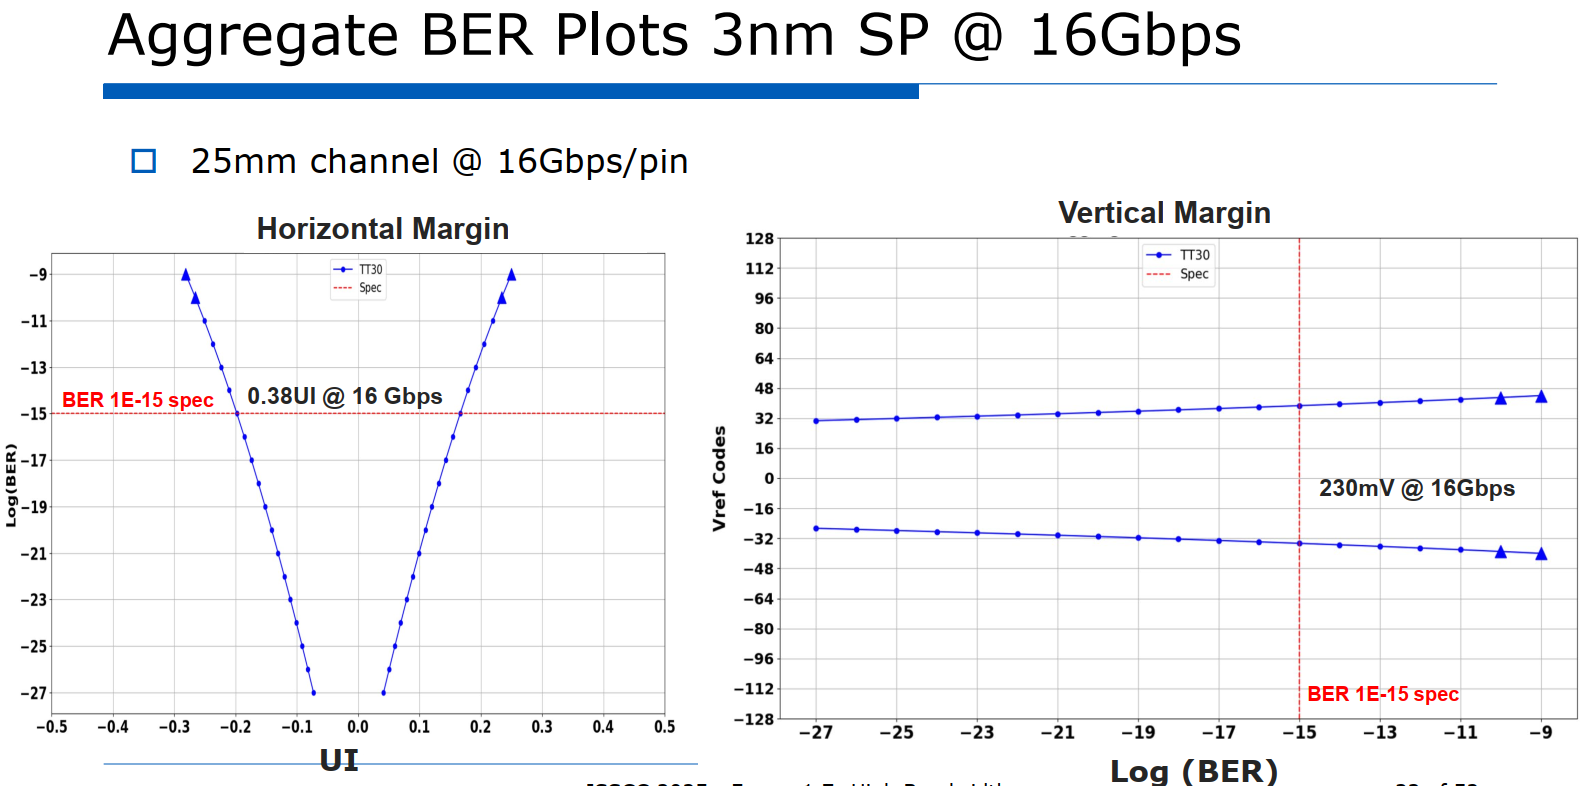 Aggregate BER Plots 3nm SP @ 16Gbps
25mm channel @ 16Gbps/pin
Horizontal Margin
TT30
Spec
BER 1E-15 spec
0.38UI @ 16 Gbps
Log(BER)
−9
−11
−13
−15
−17
−19
−21
−23
−25
−27
−0.5 −0.4 −0.3 −0.2 −0.1 0.0 0.1 0.2 0.3 0.4 0.5
UI
Vertical Margin
TT30
Spec
230mV @ 16Gbps
BER 1E-15 spec
Vref Codes
128
112
96
80
64
48
32
16
0
−16
−32
−48
−64
−80
−96
−112
−128
−27 −25 −23 −21 −19 −17 −15 −13 −11 −9
Log (BER)